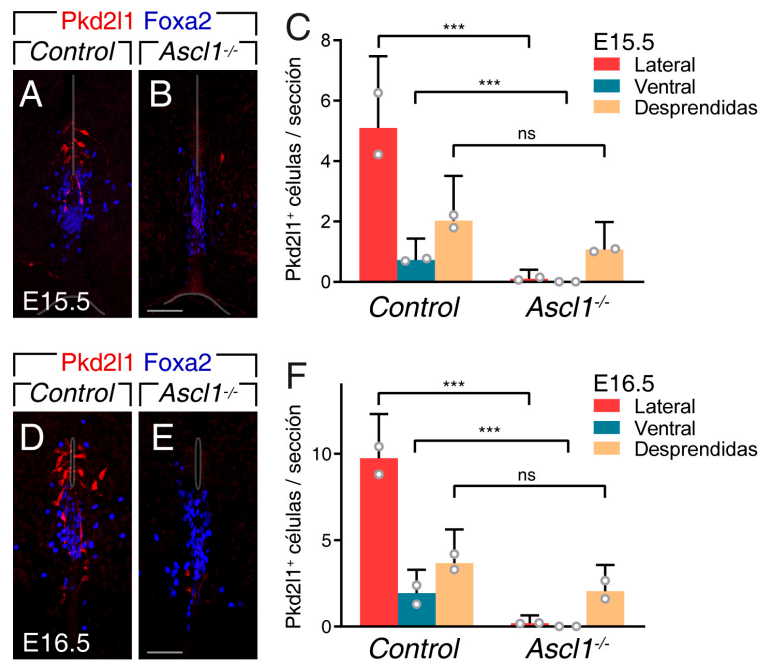 Pkd2l1 Foxa2
Control Ascl1-/-
A B
E15.5
C
E15.5
Lateral
Ventral
Desprendidas
***
***
ns
Pkd2l1+ células / sección
8
6
4
2
0
Control Ascl1-/-
Pkd2l1 Foxa2
Control Ascl1-/-
D E
E16.5
F
E16.5
Lateral
Ventral
Desprendidas
***
***
ns
Pkd2l1+ células / sección
10
5
0
Control Ascl1-/-